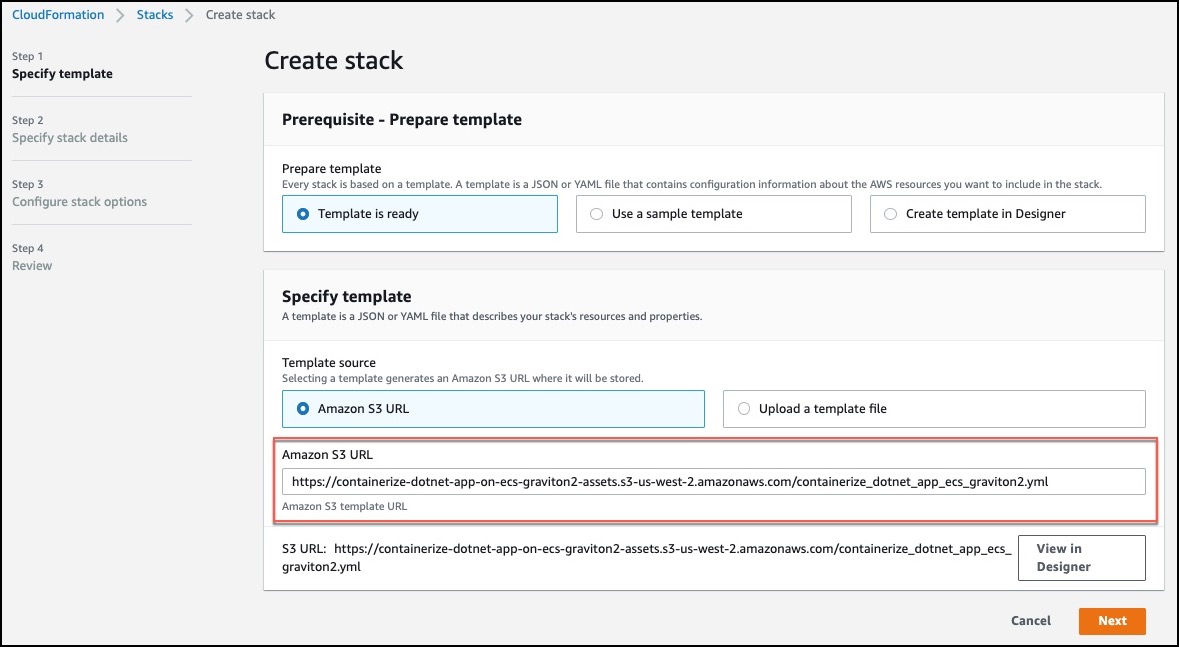 CloudFormation > Stacks > Create stack
Step 1
Specify template
Step 2
Specify stack details
Step 3
Configure stack options
Step 4
Review
Create stack
Prerequisite - Prepare template
Prepare template
Every stack is based on a template. A template is a JSON or YAML file that contains configuration information about the AWS resources you want to include in the stack.
Template is ready
Use a sample template
Create template in Designer
Specify template
A template is a JSON or YAML file that describes your stack's resources and properties.
Template source
Selecting a template generates an Amazon S3 URL where it will be stored.
Amazon S3 URL
Upload a template file
Amazon S3 URL
https://containerize-dotnet-app-on-ecs-graviton2-assets.s3-us-west-2.amazonaws.com/containerize_dotnet_app_ecs_graviton2.yml
Amazon S3 template URL
S3 URL: https://containerize-dotnet-app-on-ecs-graviton2-assets.s3-us-west-2.amazonaws.com/containerize_dotnet_app_ecs_
graviton2.yml
View in
Designer
Cancel
Next